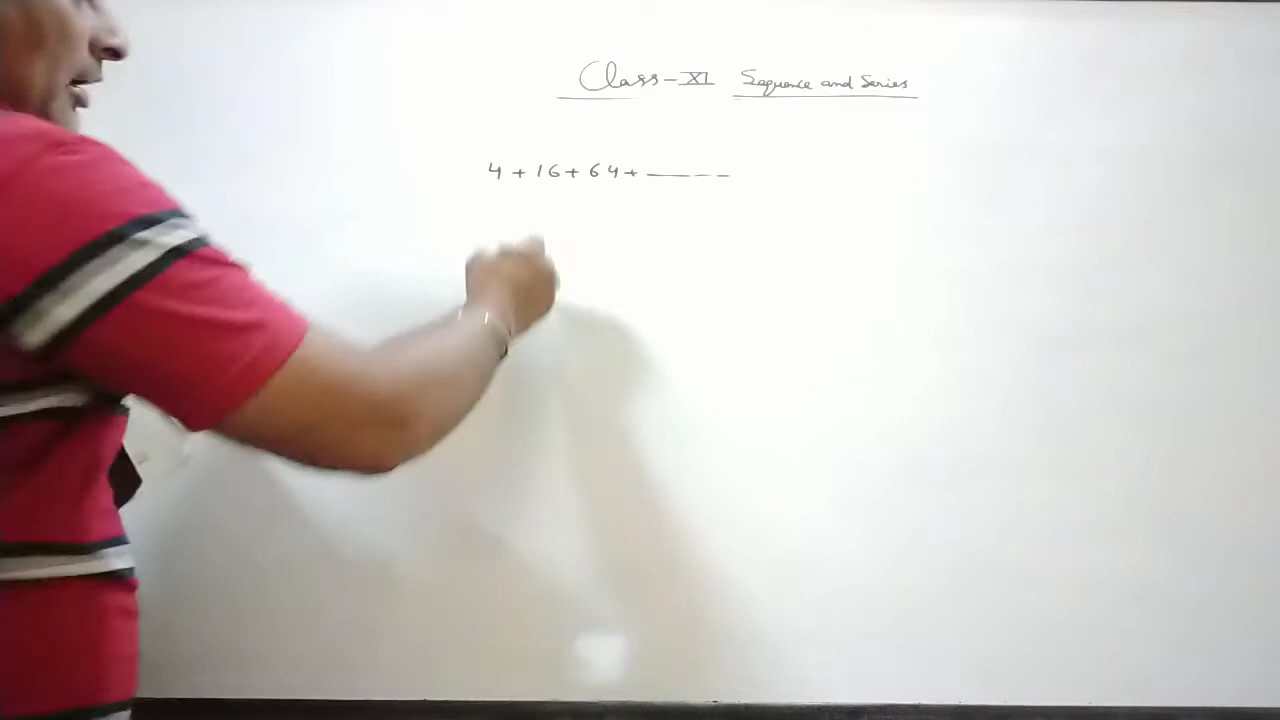 Class-XI Sequence and Series
4 + 16 + 64 + ———–––